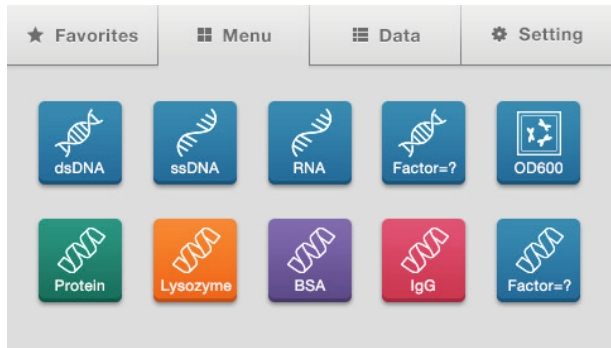 Favorites
Menu
Data
Setting
dsDNA
ssDNA
RNA
Factor=?
OD600
Protein
Lysozyme
BSA
IgG
Factor=?